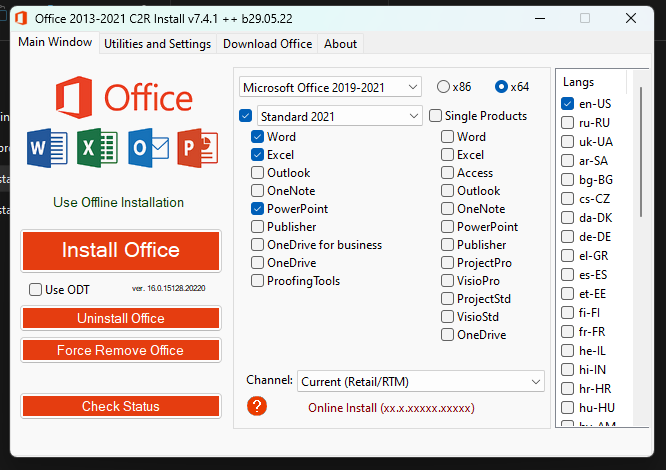 Office 2013-2021 C2R Install v7.4.1 ++ b29.05.22
Main Window
Utilities and Settings
Download Office
About
Office
Use Offline Installation
Install Office
Use ODT
ver. 16.0.15128.20220
Uninstall Office
Force Remove Office
Check Status
Microsoft Office 2019-2021
x86
x64
Standard 2021
Word
Excel
Outlook
OneNote
PowerPoint
Publisher
OneDrive for business
OneDrive
ProofingTools
Single Products
Word
Excel
Access
Outlook
OneNote
PowerPoint
Publisher
ProjectPro
VisioPro
ProjectStd
VisioStd
OneDrive
Channel:
Current (Retail/RTM)
?
Online Install (xx.x.xxxxx.xxxxx)
Langs
en-US
ru-RU
uk-UA
ar-SA
bg-BG
cs-CZ
da-DK
de-DE
el-GR
es-ES
et-EE
fi-FI
fr-FR
he-IL
hi-IN
hr-HR
hu-HU